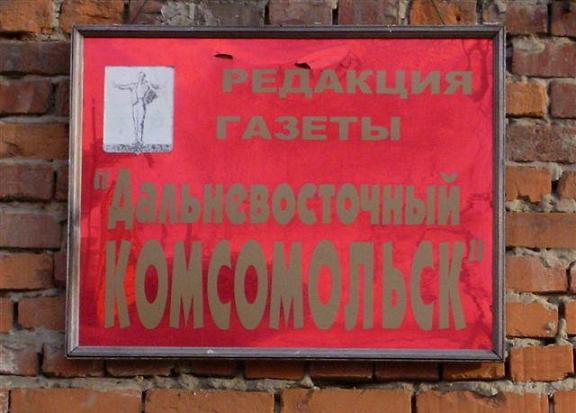 РЕДАКЦИЯ
ГАЗЕТЫ
"Дальневосточный
КОМСОМОЛЬСК"